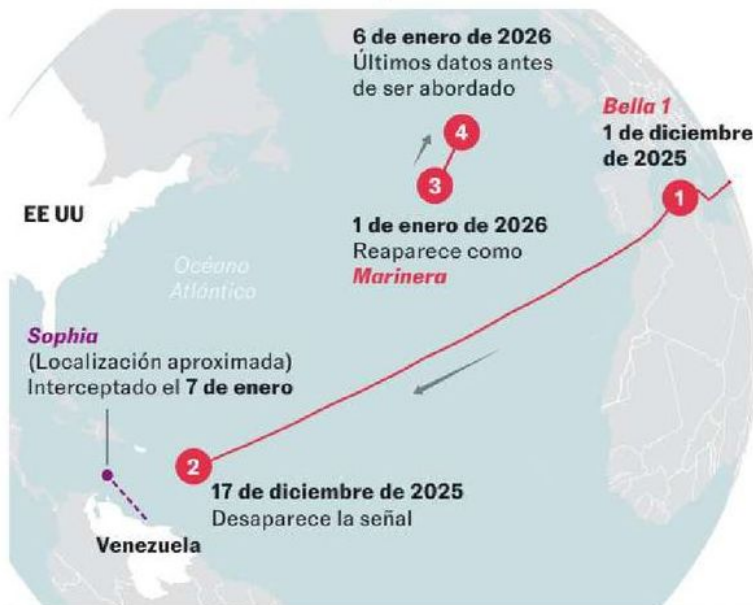 6 de enero de 2026
Últimos datos antes
de ser abordado
Bella 1
1 de diciembre
de 2025
4
3
1
EE UU
1 de enero de 2026
Reaparece como
Marinera
Océano
Atlántico
Sophia
(Localización aproximada)
Interceptado el 7 de enero
2
17 de diciembre de 2025
Desaparece la señal
Venezuela